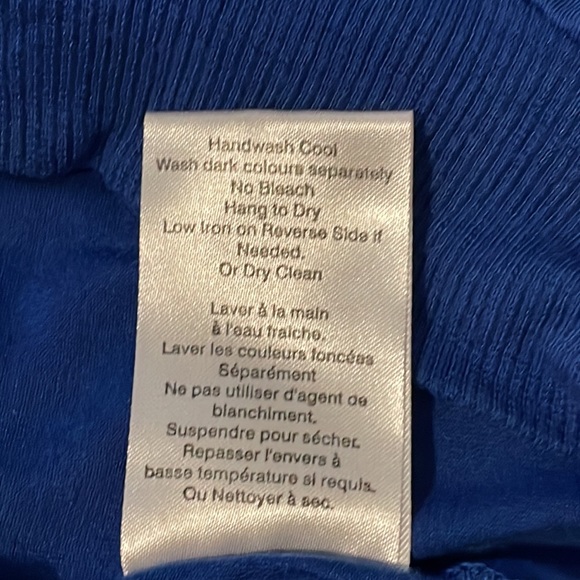 Handwash Cool
Wash dark colours separately
No Bleach
Hang to Dry
Low Iron on Reverse Side if
Needed.
Or Dry Clean
Laver à la main
à l'eau fraîche.
Laver les couleurs foncées
Séparément
Ne pas utiliser d'agent de
blanchiment.
Suspendre pour sécher.
Repasser l'envers à
basse température si requis.
Ou Nettoyer à sec.